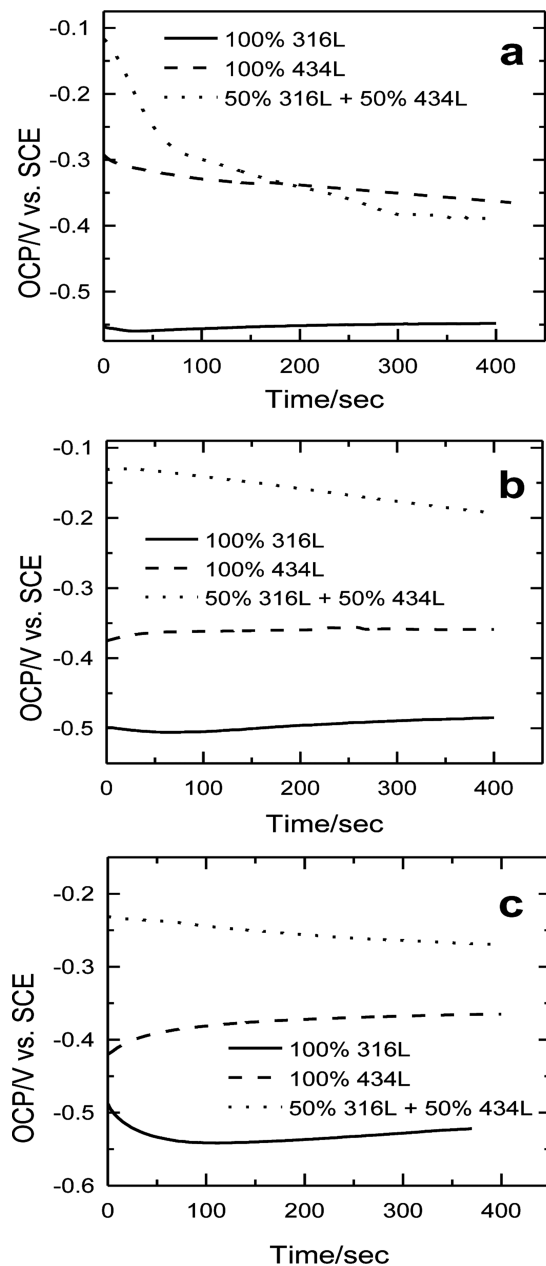 a
100% 316L
100% 434L
50% 316L + 50% 434L
-0.1
-0.2
-0.3
-0.4
-0.5
OCP/V vs. SCE
0 100 200 300 400
Time/sec
b
100% 316L
100% 434L
50% 316L + 50% 434L
-0.1
-0.2
-0.3
-0.4
-0.5
OCP/V vs. SCE
0 100 200 300 400
Time/sec
c
100% 316L
100% 434L
50% 316L + 50% 434L
-0.2
-0.3
-0.4
-0.5
-0.6
OCP/V vs. SCE
0 100 200 300 400
Time/sec